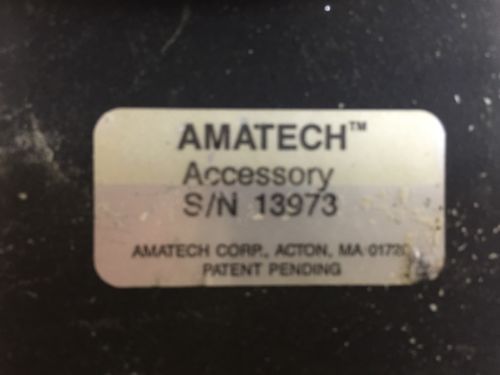 AMATECH™
Accessory
S/N 13973
AMATECH CORP., ACTON, MA 01720
PATENT PENDING